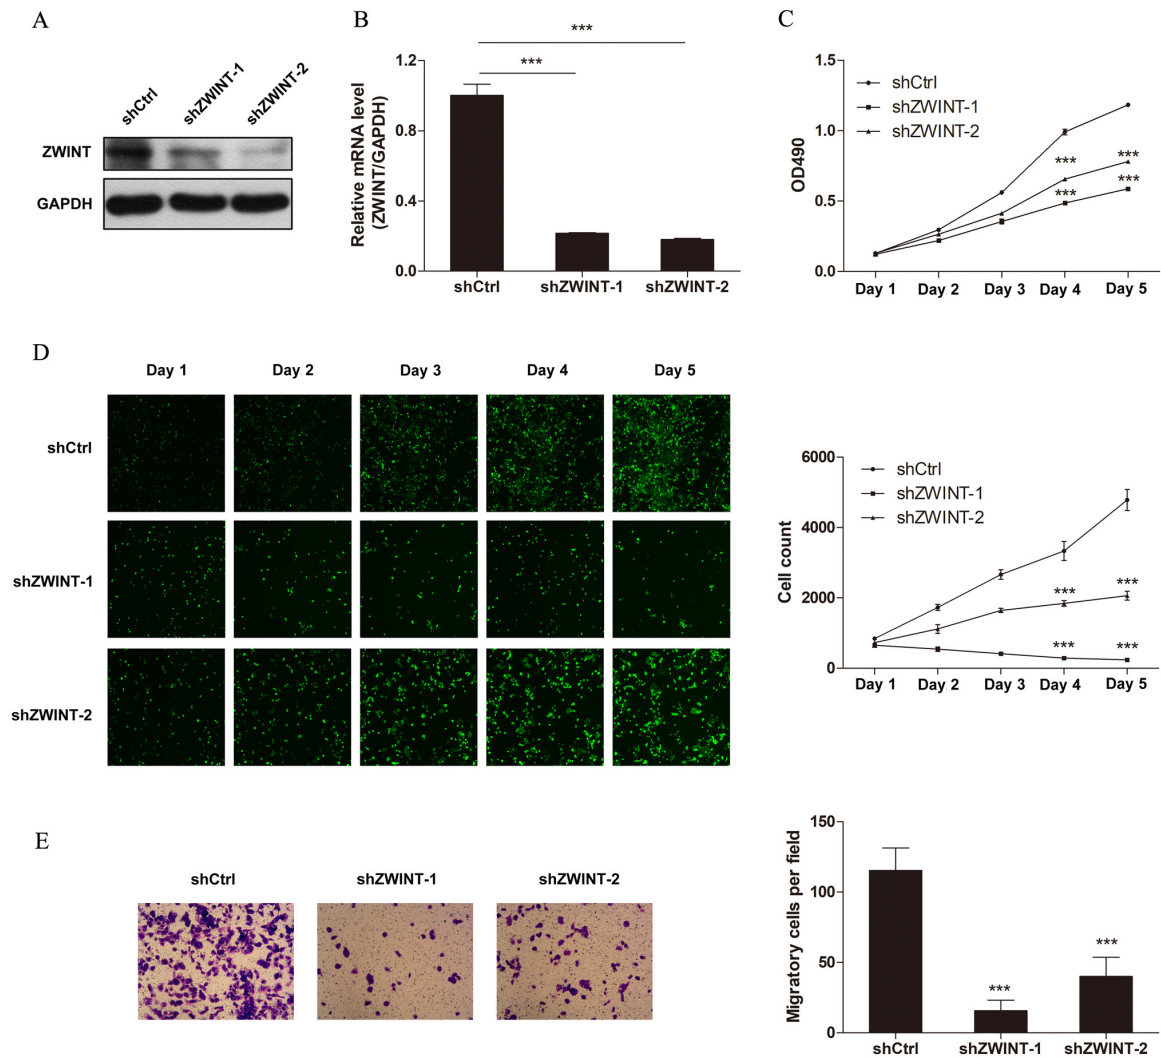 A
shCtrl
shZWINT-1
shZWINT-2
ZWINT
GAPDH
B
Relative mRNA level
(ZWINT/GAPDH)
1.2
0.8
0.4
0.0
***
***
shCtrl shZWINT-1 shZWINT-2
C
OD490
1.5
1.0
0.5
0.0
shCtrl
shZWINT-1
shZWINT-2
*** ***
*** ***
Day 1 Day 2 Day 3 Day 4 Day 5
D
Day 1 Day 2 Day 3 Day 4 Day 5
shCtrl
shZWINT-1
shZWINT-2
Cell count
6000
4000
2000
0
shCtrl
shZWINT-1
shZWINT-2
*** ***
*** ***
Day 1 Day 2 Day 3 Day 4 Day 5
E
shCtrl shZWINT-1 shZWINT-2
Migratory cells per field
150
100
50
0
***
***
shCtrl shZWINT-1 shZWINT-2